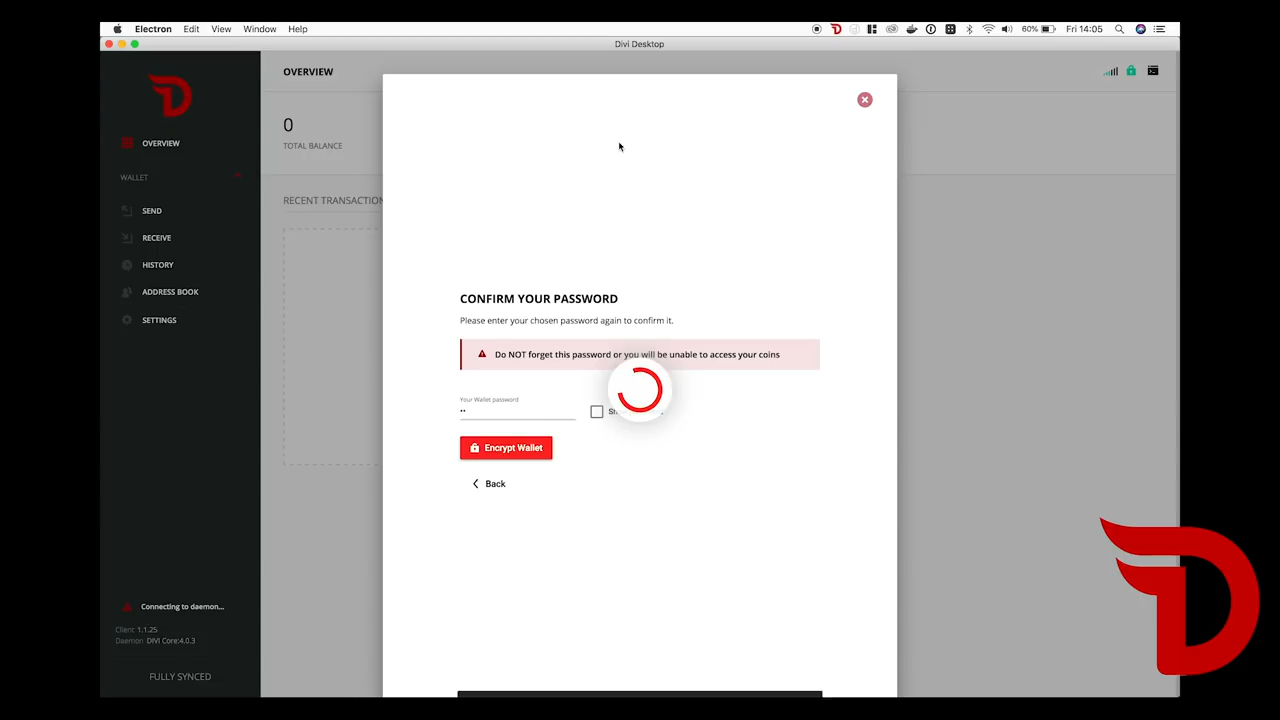 Electron Edit View Window Help
60% Fri 14:05
Divi Desktop
OVERVIEW
OVERVIEW
0
TOTAL BALANCE
WALLET
RECENT TRANSACTION
SEND
RECEIVE
HISTORY
ADDRESS BOOK
SETTINGS
CONFIRM YOUR PASSWORD
Please enter your chosen password again to confirm it.
Do NOT forget this password or you will be unable to access your coins
Your Wallet password
••
Encrypt Wallet
Back
Connecting to daemon...
Client: 1.1.25
Daemon: DIVI Core:4.0.3
FULLY SYNCED